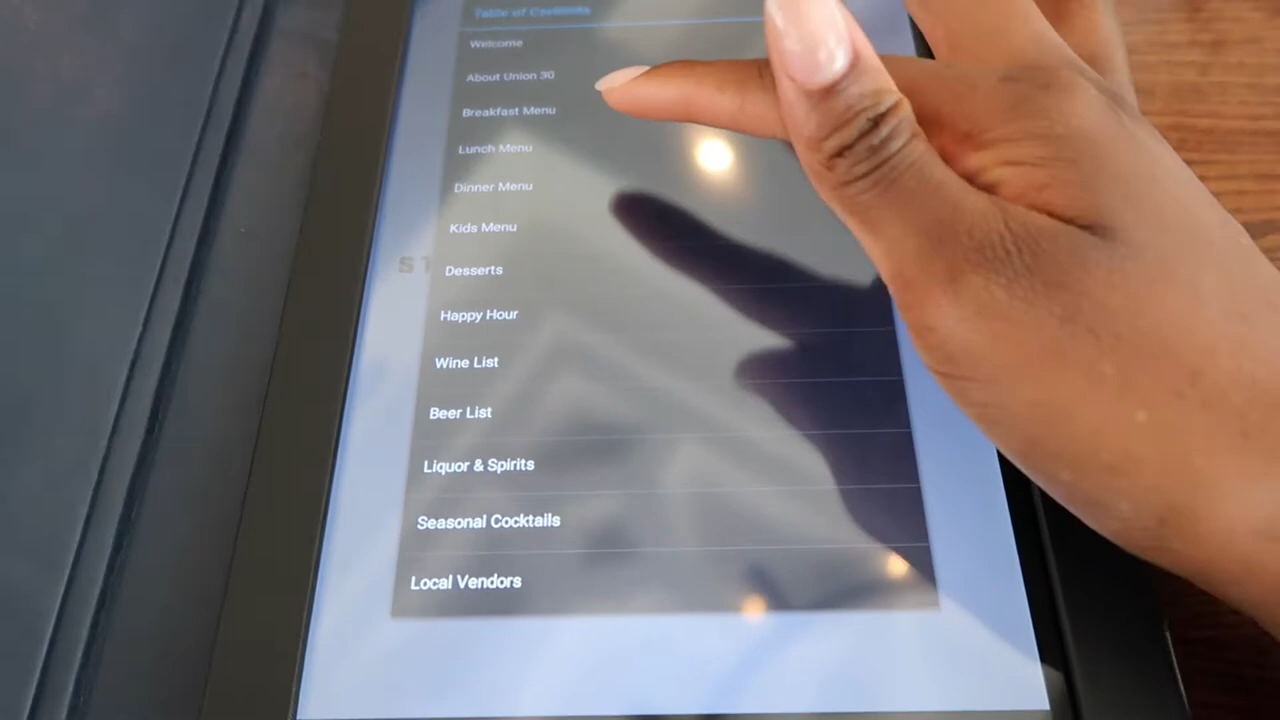 Table of Contents
Welcome
About Union 30
Breakfast Menu
Lunch Menu
Dinner Menu
Kids Menu
Desserts
Happy Hour
Wine List
Beer List
Liquor & Spirits
Seasonal Cocktails
Local Vendors